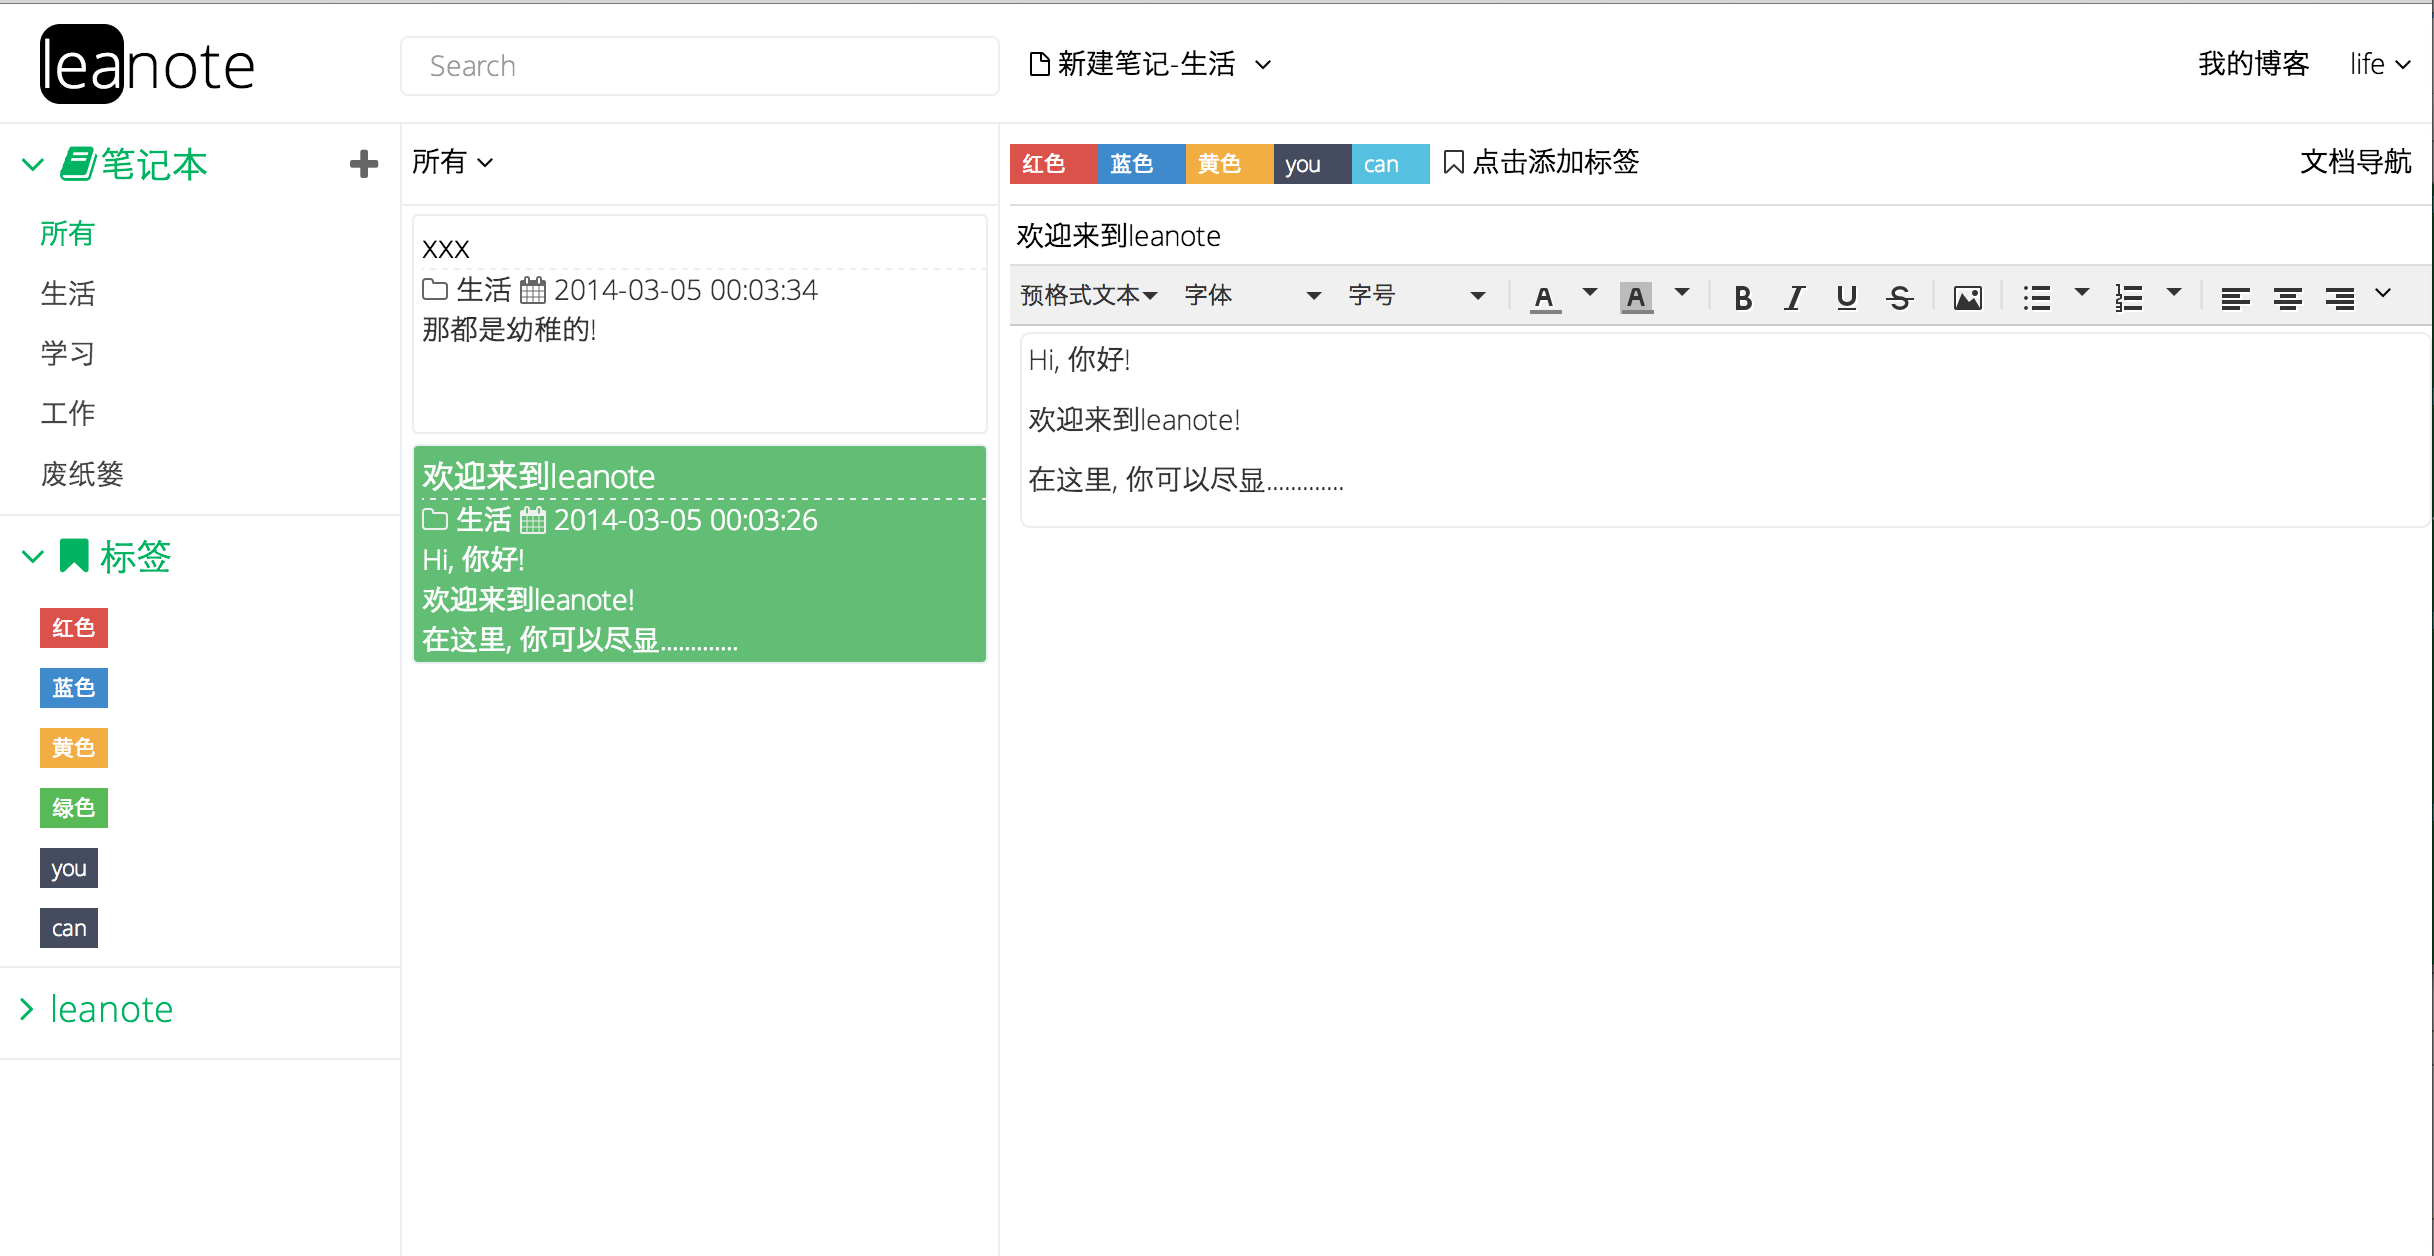 leanote
Search
新建笔记-生活
我的博客
life
笔记本
所有
生活
学习
工作
废纸篓
标签
红色
蓝色
黄色
绿色
you
can
leanote
所有
xxx
生活 2014-03-05 00:03:34
那都是幼稚的!
欢迎来到leanote
生活 2014-03-05 00:03:26
Hi, 你好!
欢迎来到leanote!
在这里, 你可以尽显.............
红色 蓝色 黄色 you can 点击添加标签
文档导航
欢迎来到leanote
预格式文本 字体 字号 A A B I U S
Hi, 你好!
欢迎来到leanote!
在这里, 你可以尽显.............